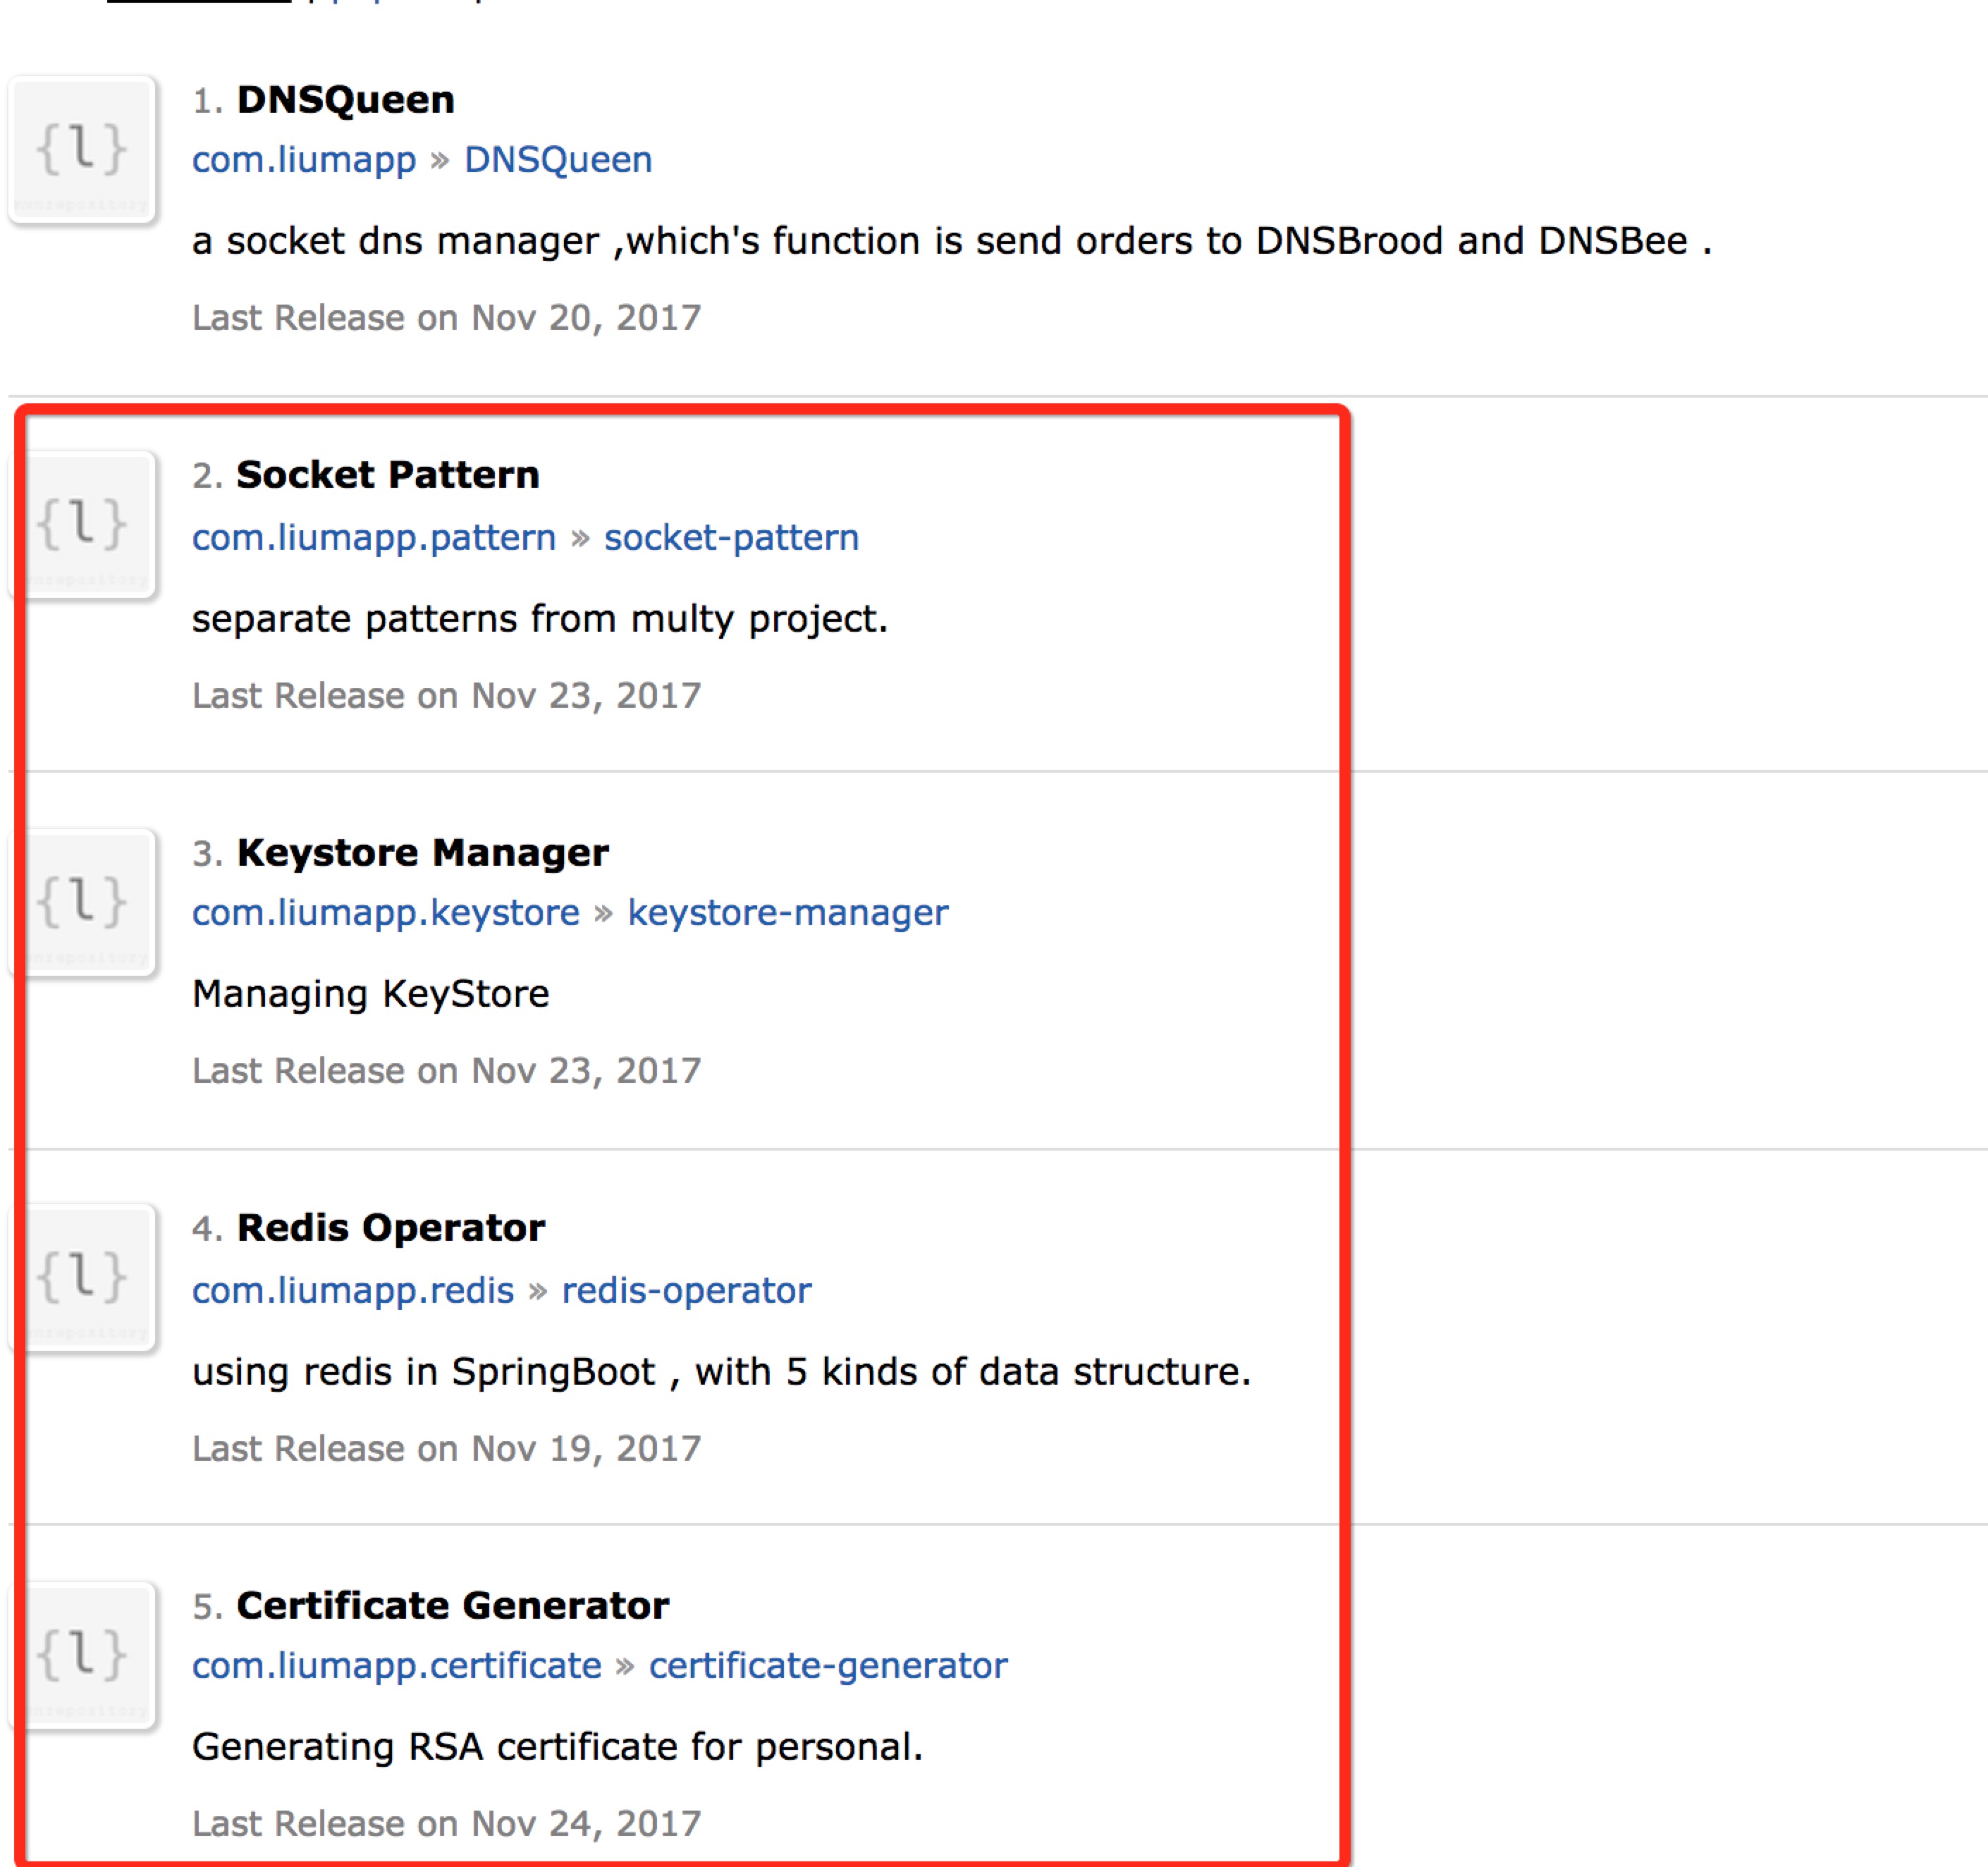 1. DNSQueen
{l}
com.liumapp » DNSQueen
mvnrepository
a socket dns manager ,which's function is send orders to DNSBrood and DNSBee .
Last Release on Nov 20, 2017
2. Socket Pattern
{l}
com.liumapp.pattern » socket-pattern
separate patterns from multy project.
Last Release on Nov 23, 2017
3. Keystore Manager
{l}
com.liumapp.keystore » keystore-manager
Managing KeyStore
Last Release on Nov 23, 2017
4. Redis Operator
{l}
com.liumapp.redis » redis-operator
using redis in SpringBoot , with 5 kinds of data structure.
Last Release on Nov 19, 2017
5. Certificate Generator
{l}
com.liumapp.certificate » certificate-generator
Generating RSA certificate for personal.
Last Release on Nov 24, 2017